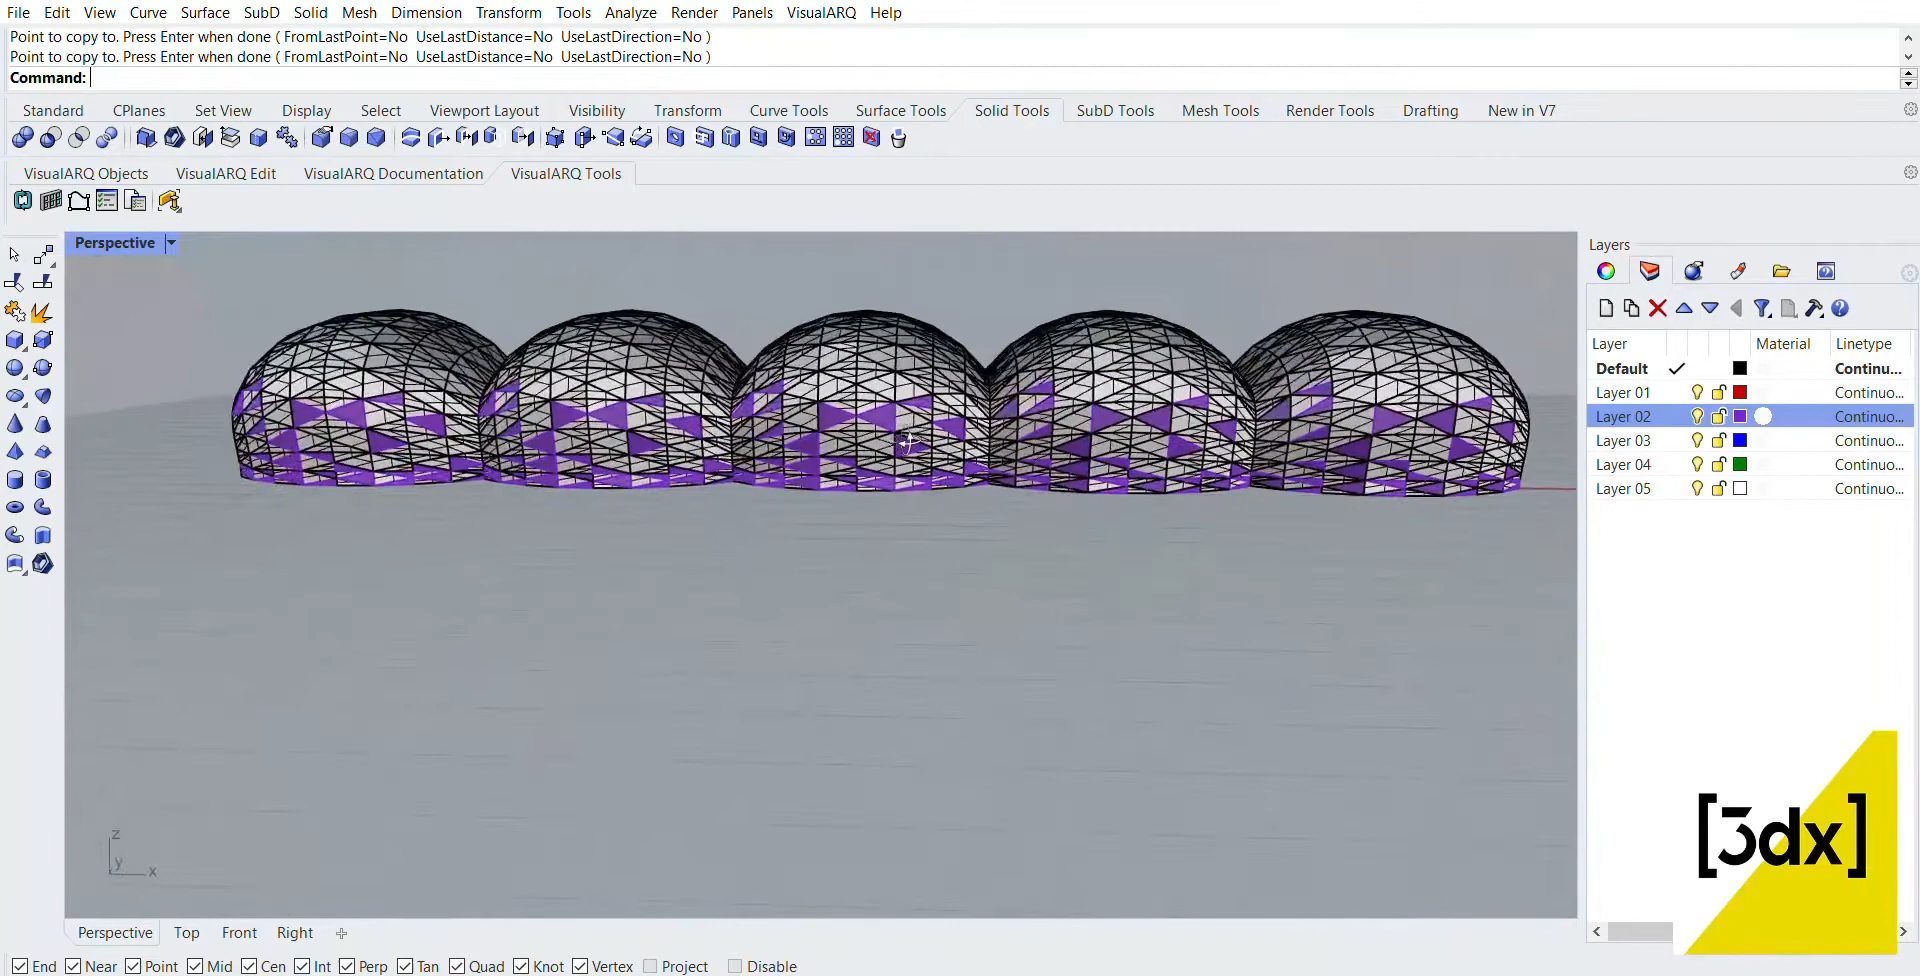 File Edit View Curve Surface SubD Solid Mesh Dimension Transform Tools Analyze Render Panels VisualARQ Help
Point to copy to. Press Enter when done ( FromLastPoint=No UseLastDistance=No UseLastDirection=No )
Point to copy to. Press Enter when done ( FromLastPoint=No UseLastDistance=No UseLastDirection=No )
Command:
Standard CPlanes Set View Display Select Viewport Layout Visibility Transform Curve Tools Surface Tools Solid Tools SubD Tools Mesh Tools Render Tools Drafting New in V7
VisualARQ Objects VisualARQ Edit VisualARQ Documentation VisualARQ Tools
Perspective
Layers
Layer Material Linetype
Default Continu...
Layer 01 Continuo...
Layer 02 Continuo...
Layer 03 Continuo...
Layer 04 Continuo...
Layer 05 Continuo...
[3dx]
z
y
x
Perspective Top Front Right
End Near Point Mid Cen Int Perp Tan Quad Knot Vertex Project Disable